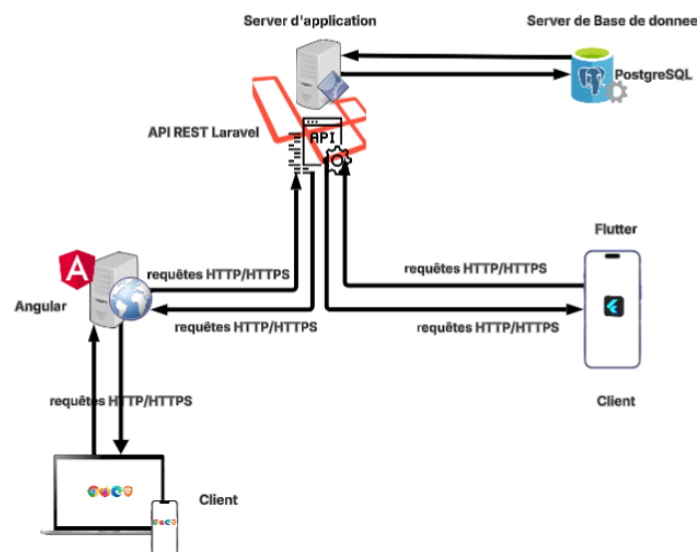 Server d'application
Server de Base de donnee
PostgreSQL
API REST Laravel
API
Flutter
requêtes HTTP/HTTPS
requêtes HTTP/HTTPS
Angular
requêtes HTTP/HTTPS
requêtes HTTP/HTTPS
requêtes HTTP/HTTPS
Client
Client